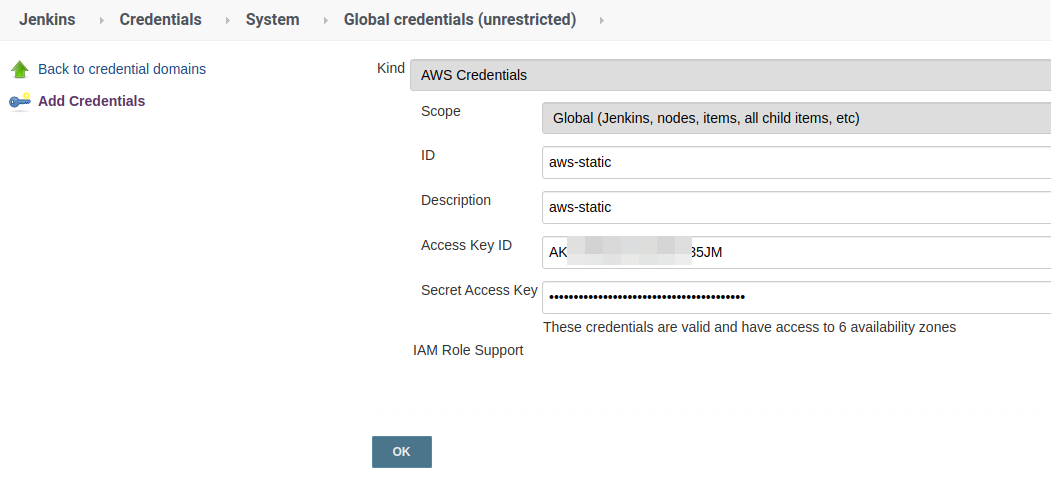 Jenkins
Credentials
System
Global credentials (unrestricted)
Back to credential domains
Add Credentials
Kind
AWS Credentials
Scope
Global (Jenkins, nodes, items, all child items, etc)
ID
aws-static
Description
aws-static
Access Key ID
AK 35JM
Secret Access Key
••••••••••••••••••••••••••••••••••••••••
These credentials are valid and have access to 6 availability zones
IAM Role Support
OK